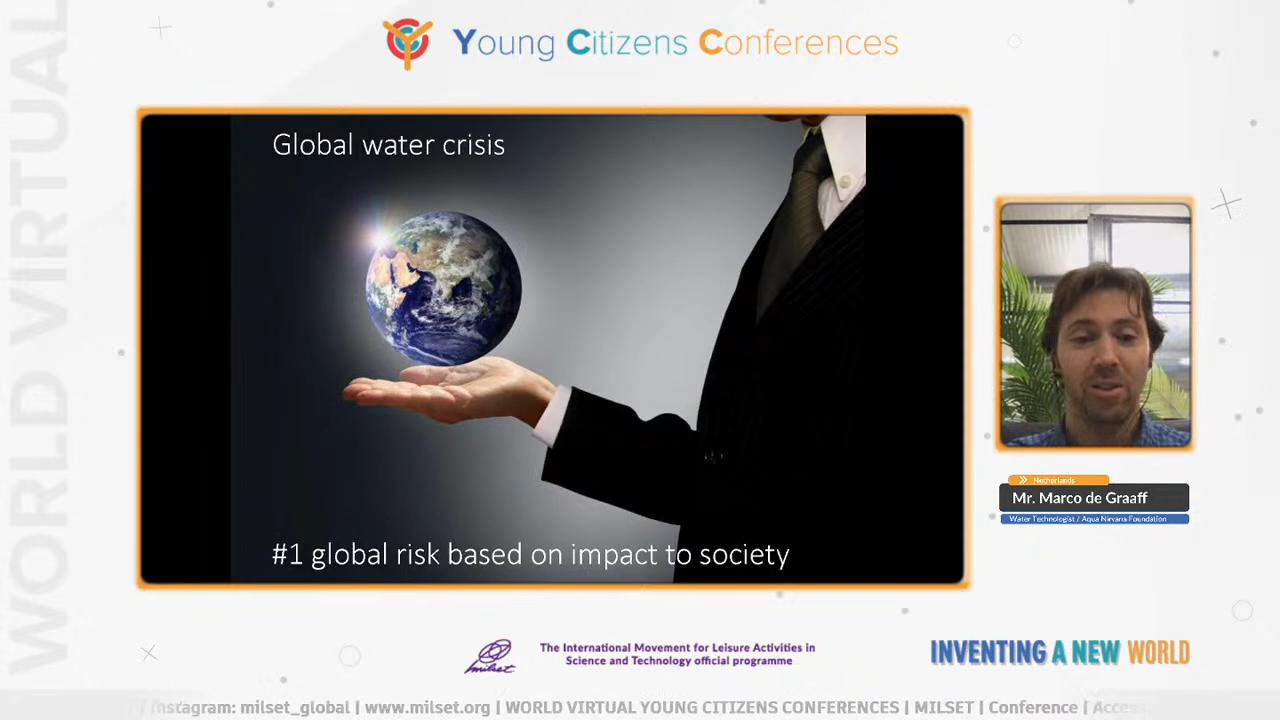 WORLD VIRTUAL
Young Citizens Conferences
Global water crisis
#1 global risk based on impact to society
Netherlands
Mr. Marco de Graaff
Water Technologist / Aqua Nirvana Foundation
milset
The International Movement for Leisure Activities in
Science and Technology official programme
INVENTING A NEW WORLD
/ Instagram: milset_global | www.milset.org | WORLD VIRTUAL YOUNG CITIZENS CONFERENCES | MILSET | Conference |